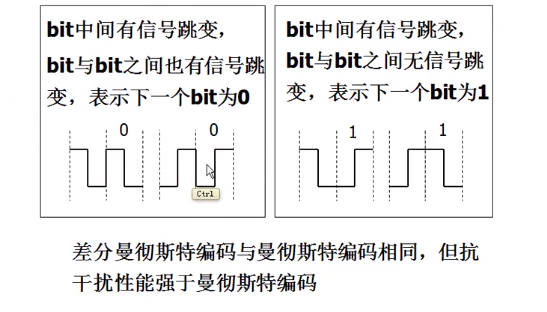 bit中间有信号跳变，
bit与bit之间也有信号跳
变，表示下一个bit为0
0
0
Ctrl
bit中间有信号跳变，
bit与bit之间无信号跳
变，表示下一个bit为1
1
1
差分曼彻斯特编码与曼彻斯特编码相同，但抗
干扰性能强于曼彻斯特编码